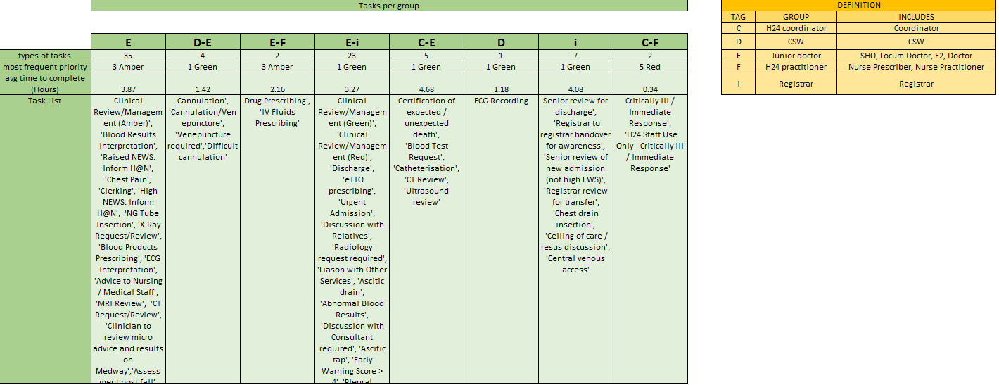 Tasks per group
E D-E E-F E-i C-E D i C-F
types of tasks 35 4 2 23 5 1 7 2
most frequent priority 3 Amber 1 Green 3 Amber 1 Green 1 Green 1 Green 1 Green 5 Red
avg time to complete
(Hours) 3.87 1.42 2.16 3.27 4.68 1.18 4.08 0.34
Task List
Clinical
Review/Managem
ent (Amber)',
'Blood Results
Interpretation',
'Raised NEWS:
Inform H@N',
'Chest Pain',
'Clerking', 'High
NEWS: Inform
H@N', 'NG Tube
Insertion', 'X-Ray
Request/Review',
'Blood Products
Prescribing', 'ECG
Interpretation',
'Advice to Nursing
/ Medical Staff',
'MRI Review', 'CT
Request/Review',
'Clinician to
review micro
advice and results
on
Medway','Assess
ment post fall'
Cannulation',
'Cannulation/Ven
epuncture',
'Venepuncture
required','Difficult
cannulation'
Drug Prescribing',
'IV Fluids
Prescribing'
Clinical
Review/Managem
ent (Green)',
'Clinical
Review/Managem
ent (Red)',
'Discharge',
'eTTO
prescribing',
'Urgent
Admission',
'Discussion with
Relatives',
'Radiology
request required',
'Liason with Other
Services', 'Ascitic
drain',
'Abnormal Blood
Results',
'Discussion with
Consultant
required', 'Ascitic
tap', 'Early
Warning Score >
4', 'Pleural
Certification of
expected /
unexpected
death',
'Blood Test
Request',
'Catheterisation',
'CT Review',
'Ultrasound
review'
ECG Recording
Senior review for
discharge',
'Registrar to
registrar handover
for awareness',
'Senior review of
new admission
(not high EWS)',
'Registrar review
for transfer',
'Chest drain
insertion',
'Ceiling of care /
resus discussion',
'Central venous
access'
Critically Ill /
Immediate
Response',
'H24 Staff Use
Only - Critically Ill
/ Immediate
Response'
DEFINITION
TAG GROUP INCLUDES
C H24 coordinator Coordinator
D CSW CSW
E Junior doctor SHO, Locum Doctor, F2, Doctor
F H24 practitioner Nurse Prescriber, Nurse Practitioner
i Registrar Registrar